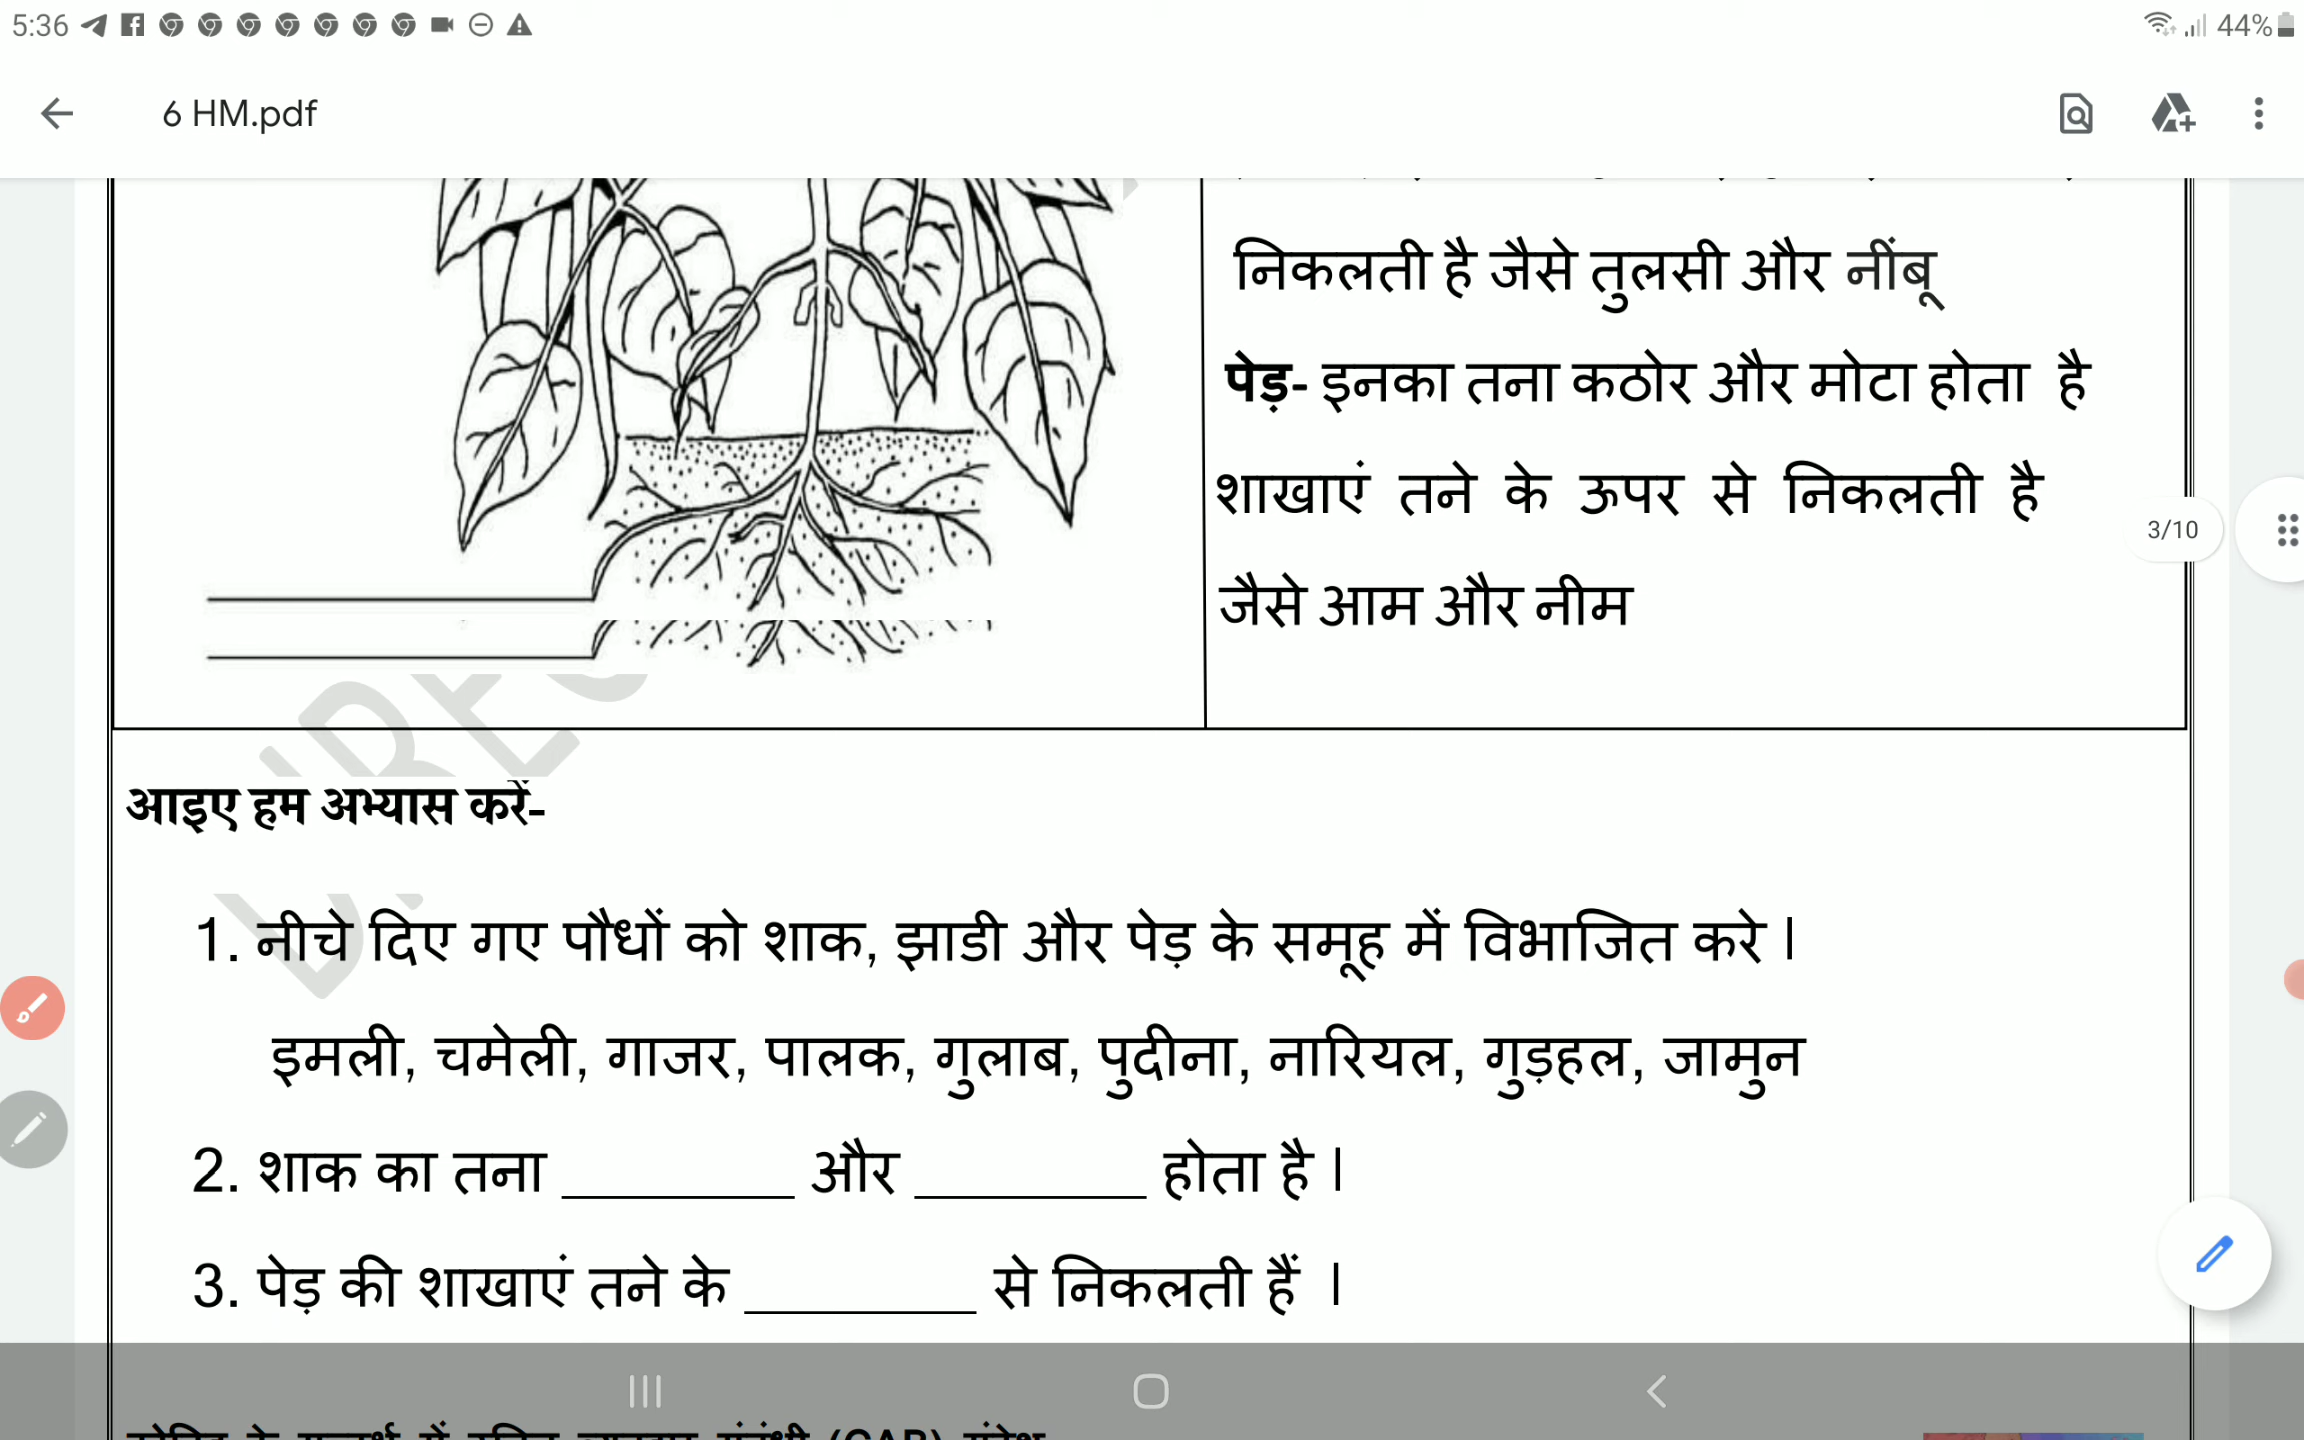 5:36
44%
6 HM.pdf
निकलती है जैसे तुलसी और नींबू
पेड़- इनका तना कठोर और मोटा होता है
शाखाएं तने के ऊपर से निकलती है
जैसे आम और नीम
3/10
आइए हम अभ्यास करें-
1. नीचे दिए गए पौधों को शाक, झाडी और पेड़ के समूह में विभाजित करे ।
इमली, चमेली, गाजर, पालक, गुलाब, पुदीना, नारियल, गुड़हल, जामुन
2. शाक का तना ________ और ________ होता है ।
3. पेड़ की शाखाएं तने के ________ से निकलती हैं ।